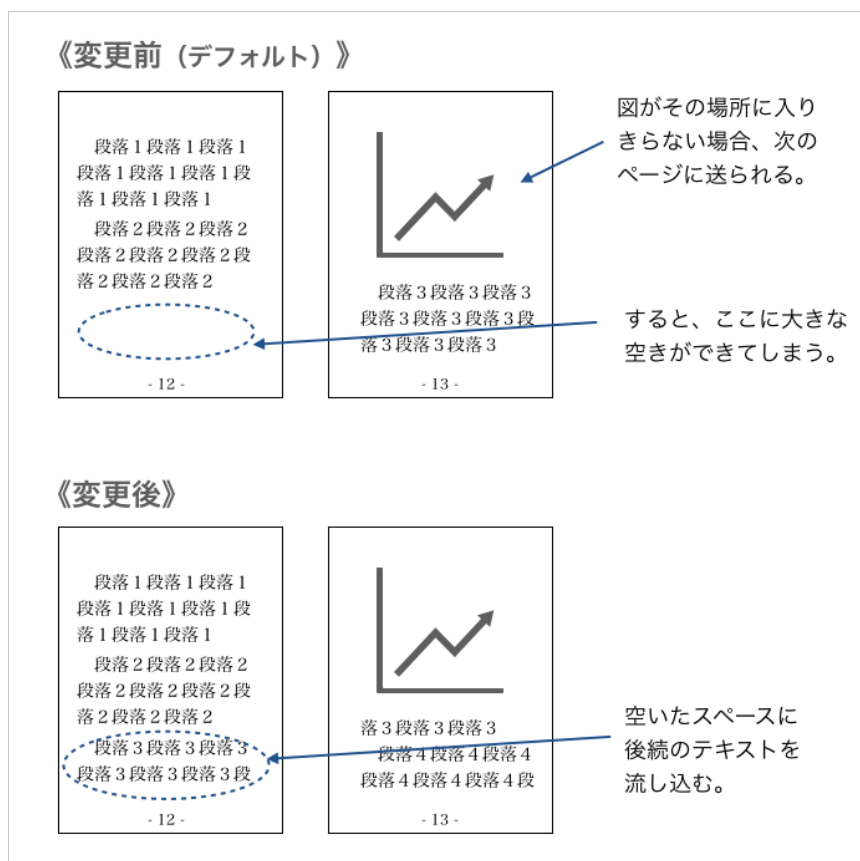 《変更前（デフォルト）》
段落１段落１段落１
段落１段落１段落１段
落１段落１段落１
段落２段落２段落２
段落２段落２段落２段
落２段落２段落２
- 12 -
段落３段落３段落３
段落３段落３段落３段
落３段落３段落３
- 13 -
図がその場所に入り
きらない場合、次の
ページに送られる。
すると、ここに大きな
空きができてしまう。
《変更後》
段落１段落１段落１
段落１段落１段落１段
落１段落１段落１
段落２段落２段落２
段落２段落２段落２段
落２段落２段落２
段落３段落３段落３
段落３段落３段落３段
- 12 -
落３段落３段落３
段落４段落４段落４
段落４段落４段落４段
- 13 -
空いたスペースに
後続のテキストを
流し込む。